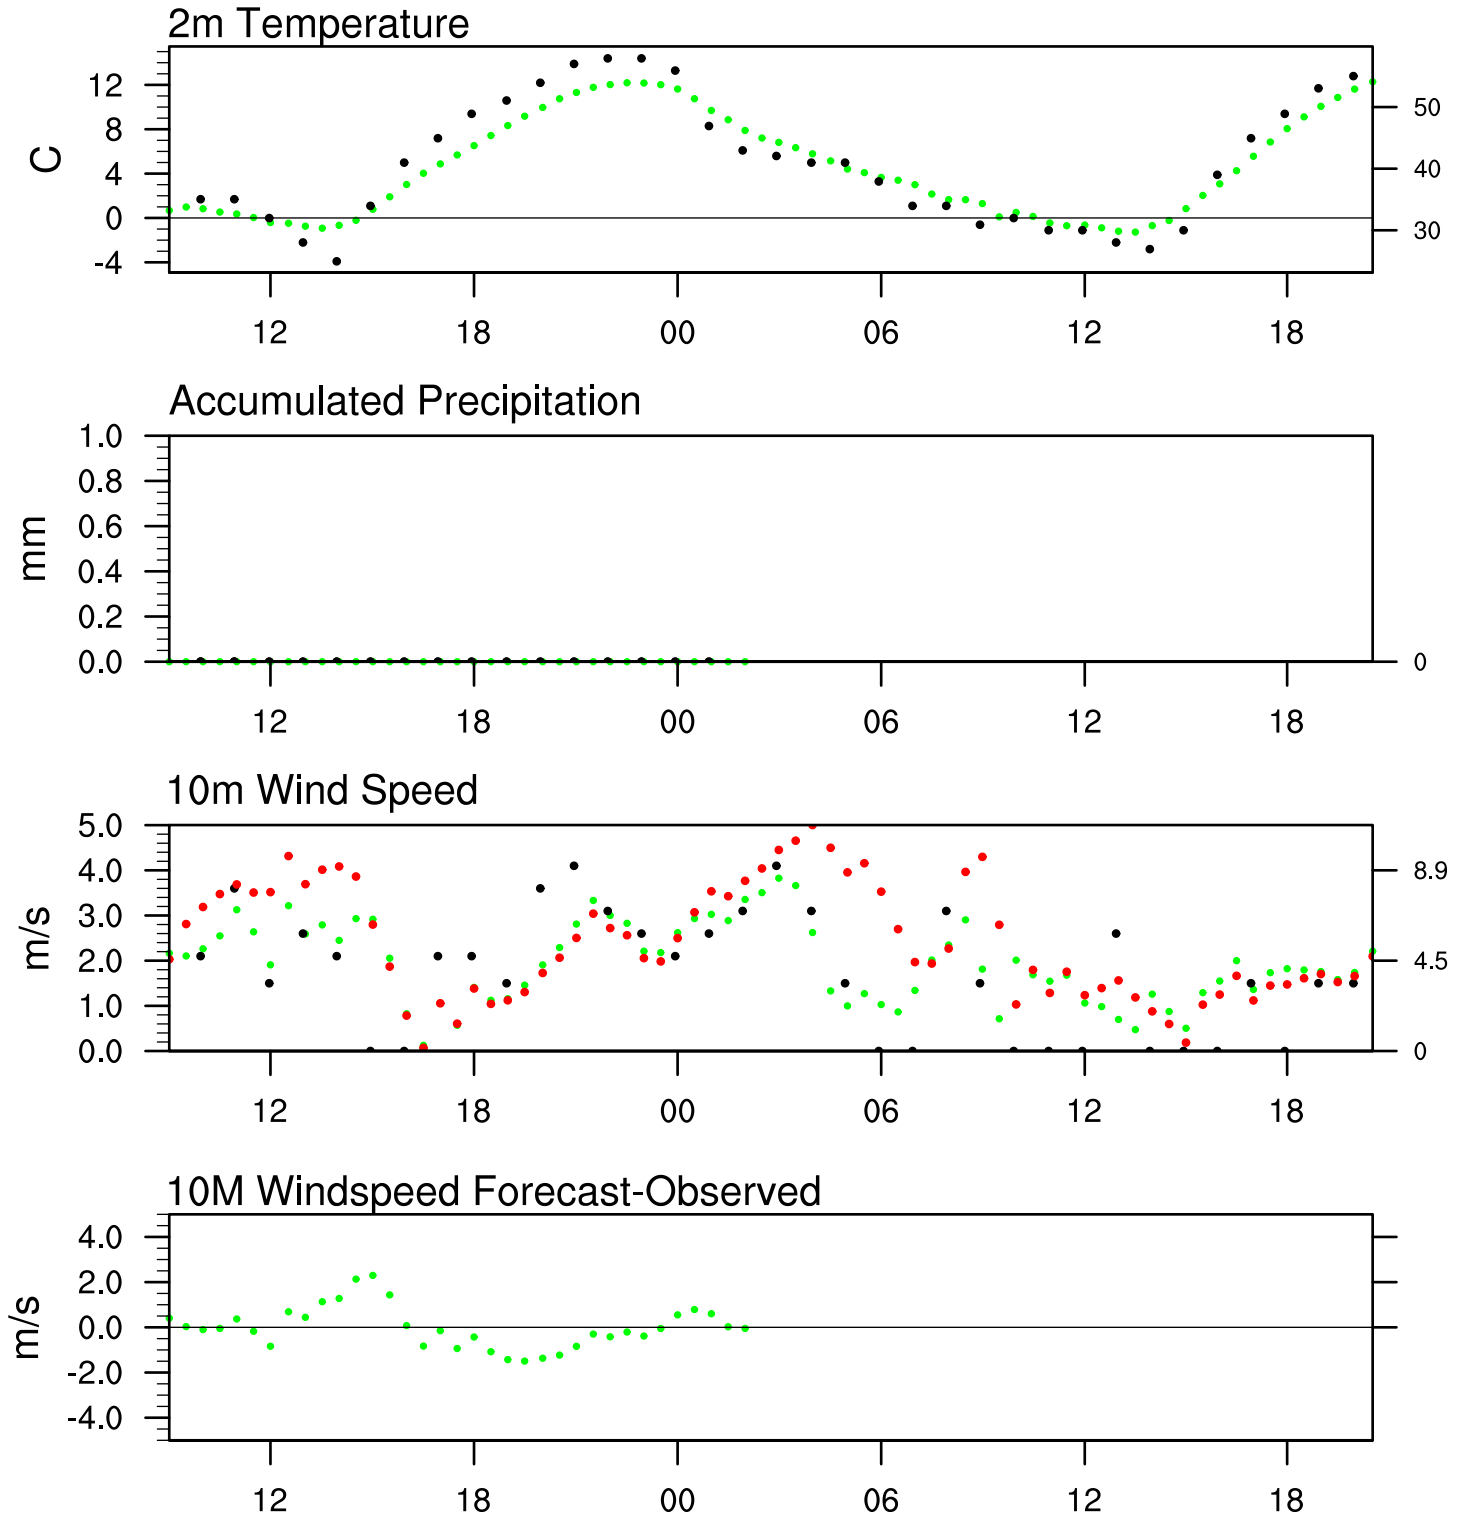 2m Temperature
12
8
4
0
-4
C
50
40
30
12 18 00 06 12 18
Accumulated Precipitation
1.0
0.8
0.6
0.4
0.2
0.0
mm
0
12 18 00 06 12 18
10m Wind Speed
5.0
4.0
3.0
2.0
1.0
0.0
m/s
8.9
4.5
0
12 18 00 06 12 18
10M Windspeed Forecast-Observed
4.0
2.0
0.0
-2.0
-4.0
m/s
12 18 00 06 12 18